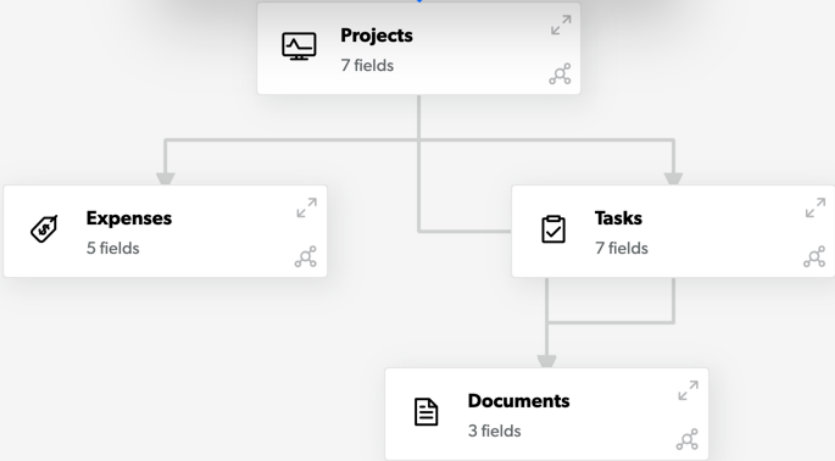 Projects
7 fields
Expenses
5 fields
Tasks
7 fields
Documents
3 fields